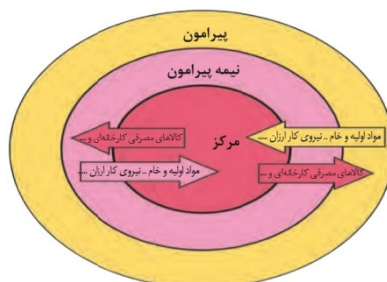 پیرامون
نیمه پیرامون
مرکز
مواد اولیه و خام _ نیروی کار ارزان ....
کالاهای مصرفی کارخانه‌ای و ...
مواد اولیه و خام _ نیروی کار ارزان ....
کالاهای مصرفی کارخانه‌ای و ...